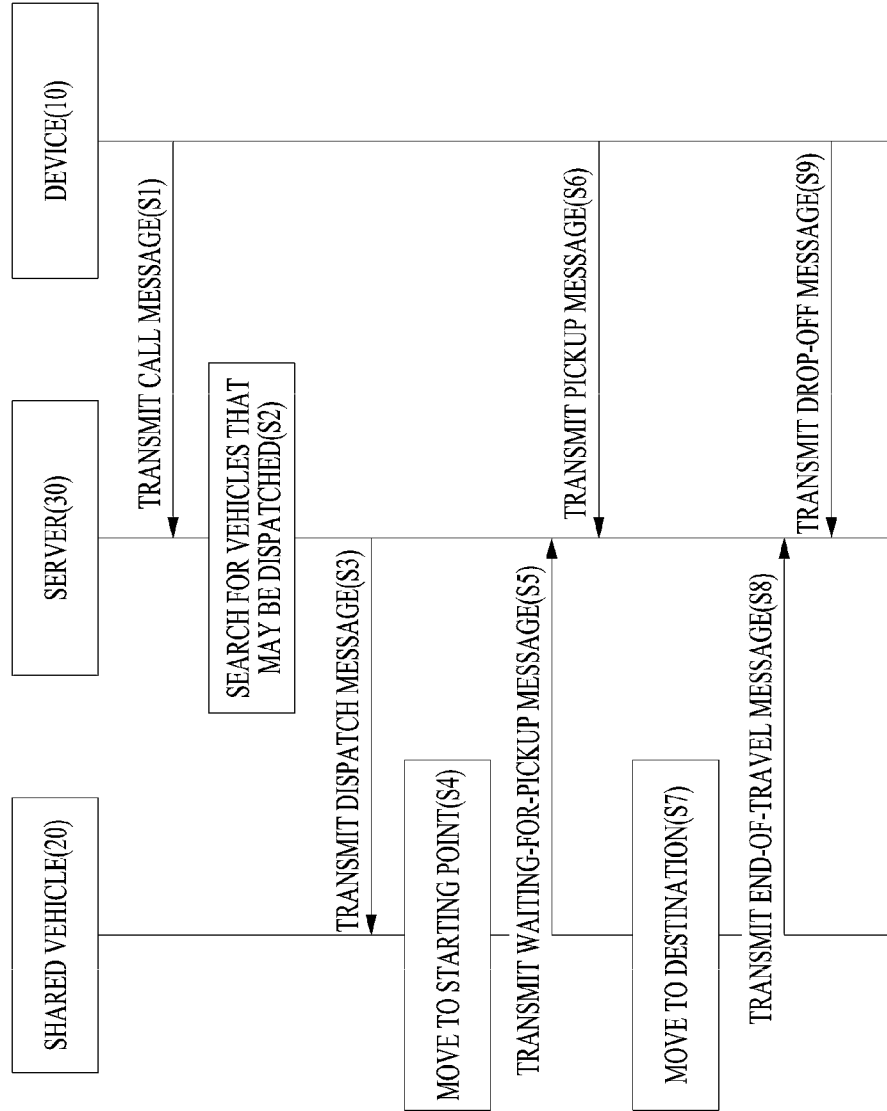 SHARED VEHICLE(20)
SERVER(30)
DEVICE(10)
TRANSMIT CALL MESSAGE(S1)
SEARCH FOR VEHICLES THAT
MAY BE DISPATCHED(S2)
TRANSMIT DISPATCH MESSAGE(S3)
MOVE TO STARTING POINT(S4)
TRANSMIT WAITING-FOR-PICKUP MESSAGE(S5)
TRANSMIT PICKUP MESSAGE(S6)
MOVE TO DESTINATION(S7)
TRANSMIT END-OF-TRAVEL MESSAGE(S8)
TRANSMIT DROP-OFF MESSAGE(S9)